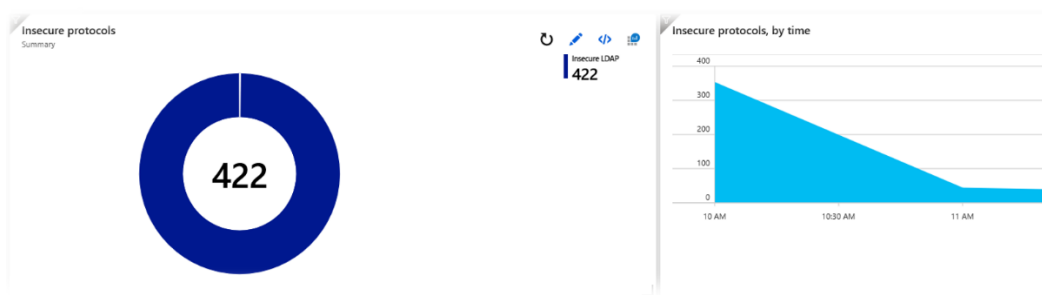 Insecure protocols
Summary
Insecure LDAP
422
422
Insecure protocols, by time
400
300
200
100
0
10 AM
10:30 AM
11 AM